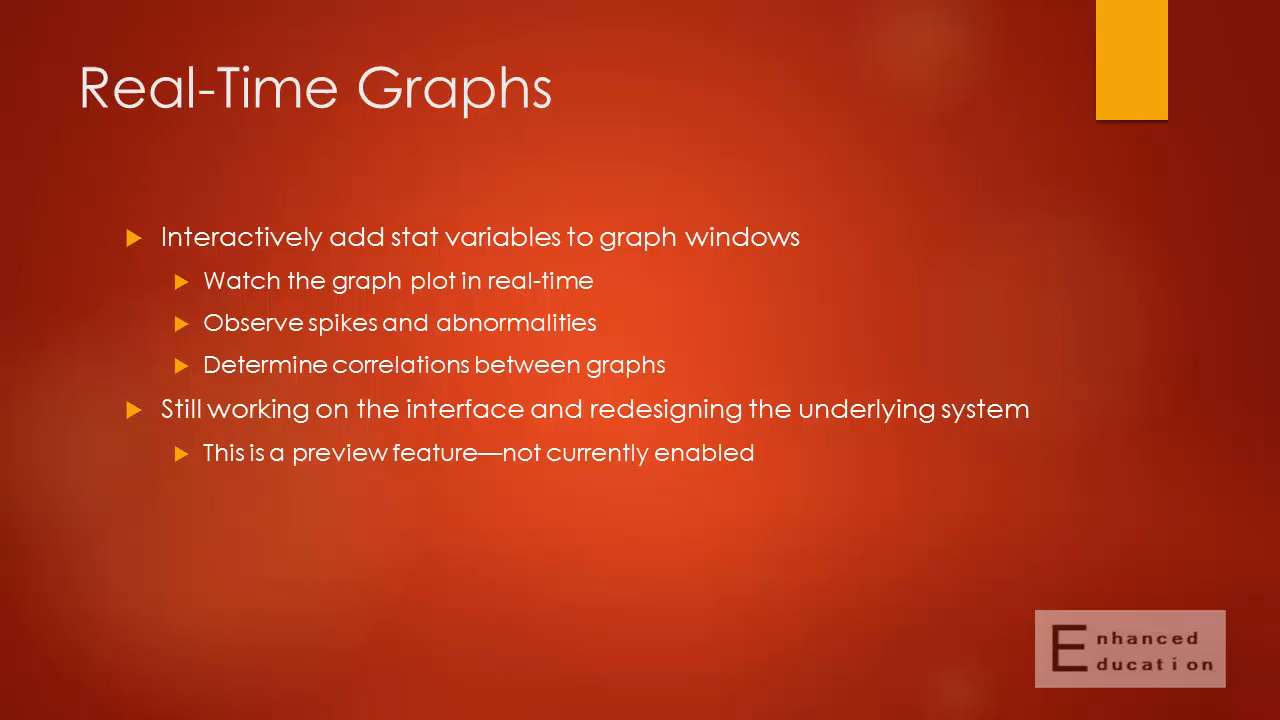 Real-Time Graphs
Interactively add stat variables to graph windows
Watch the graph plot in real-time
Observe spikes and abnormalities
Determine correlations between graphs
Still working on the interface and redesigning the underlying system
This is a preview feature—not currently enabled
Enhanced
Education